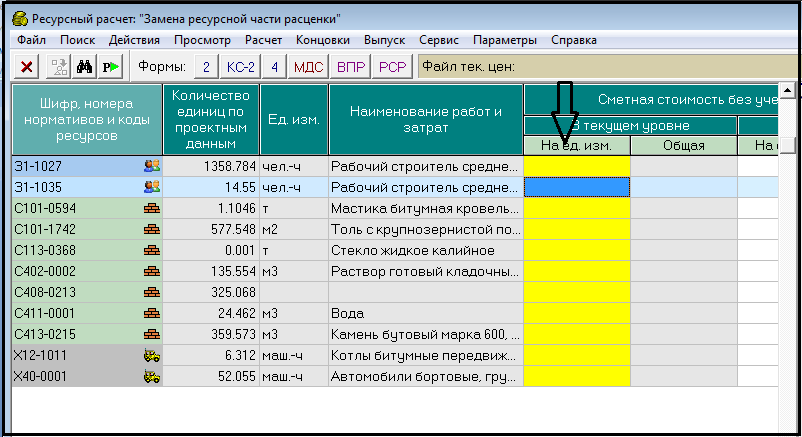 Ресурсный расчет: "Замена ресурсной части расценки"
Файл Поиск Действия Просмотр Расчет Концовки Выпуск Сервис Параметры Справка
Р Формы: 2 КС-2 4 МДС ВПР РСР Файл тек. цен:
Шифр, номера нормативов и коды ресурсов
Количество единиц по проектным данным
Ед. изм.
Наименование работ и затрат
Сметная стоимость без уче
В текущем уровне
На ед. изм. Общая На е
31-1027 1358.784 чел.-ч Рабочий строитель средне...
31-1035 14.55 чел.-ч Рабочий строитель средне...
С101-0594 1.1046 т Мастика битумная кровель...
С101-1742 577.548 м2 Толь с крупнозернистой по...
С113-0368 0.001 т Стекло жидкое калийное
С402-0002 135.554 м3 Раствор готовый кладочны...
С408-0213 325.068
С411-0001 24.462 м3 Вода
С413-0215 359.573 м3 Камень бутовый марка 600, ...
Х12-1011 6.312 маш.-ч Котлы битумные передвиж...
Х40-0001 52.055 маш.-ч Автомобили бортовые, гру...